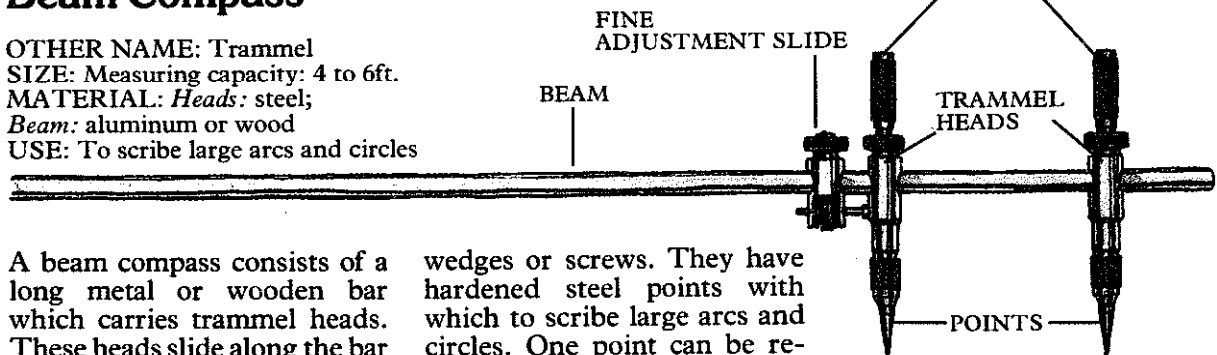 Beam Compass
OTHER NAME: Trammel
SIZE: Measuring capacity: 4 to 6ft.
MATERIAL: Heads: steel;
Beam: aluminum or wood
USE: To scribe large arcs and circles
FINE
ADJUSTMENT SLIDE
BEAM
TRAMMEL
HEADS
POINTS
A beam compass consists of a
long metal or wooden bar
which carries trammel heads.
These heads slide along the bar
wedges or screws. They have
hardened steel points with
which to scribe large arcs and
circles. One point can be re-